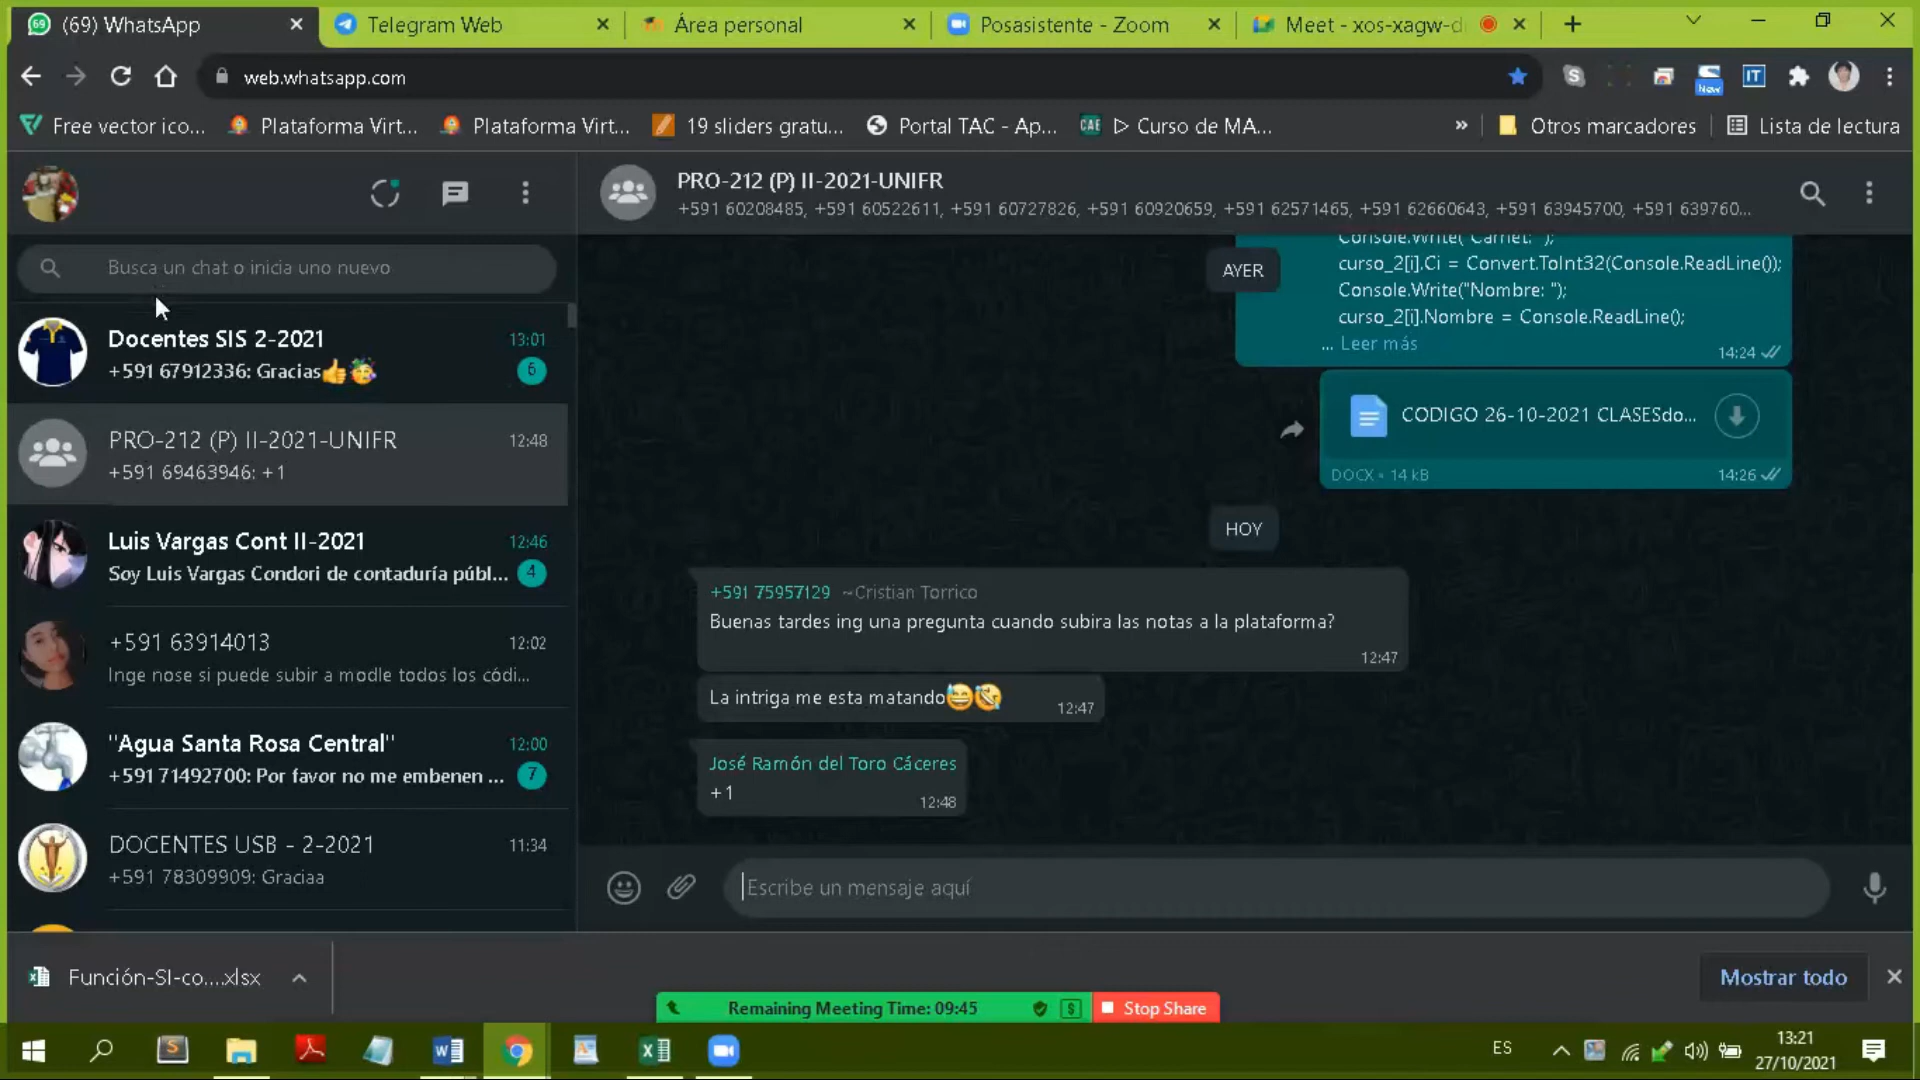 (69) WhatsApp
Telegram Web
Área personal
Posasistente - Zoom
Meet - xos-xagw-d
web.whatsapp.com
New
IT
Free vector ico...
Plataforma Virt...
Plataforma Virt...
19 sliders gratu...
Portal TAC - Ap...
CAE
Curso de MA...
»
Otros marcadores
Lista de lectura
PRO-212 (P) II-2021-UNIFR
+591 60208485, +591 60522611, +591 60727826, +591 60920659, +591 62571465, +591 62660643, +591 63945700, +591 639760...
Busca un chat o inicia uno nuevo
Docentes SIS 2-2021
13:01
+591 67912336: Gracias👍🥳
6
PRO-212 (P) II-2021-UNIFR
12:48
+591 69463946: +1
Luis Vargas Cont II-2021
12:46
Soy Luis Vargas Condori de contaduría públ...
4
+591 63914013
12:02
Inge nose si puede subir a modle todos los códi...
"Agua Santa Rosa Central"
12:00
+591 71492700: Por favor no me embenen ...
7
DOCENTES USB - 2-2021
11:34
+591 78309909: Graciaa
Console.Write("Carnet: ");
AYER
curso_2[i].Ci = Convert.ToInt32(Console.ReadLine());
Console.Write("Nombre: ");
curso_2[i].Nombre = Console.ReadLine();
... Leer más
14:24
CODIGO 26-10-2021 CLASESdo...
DOCX • 14 kB
14:26
HOY
+591 75957129 ~Cristian Torrico
Buenas tardes ing una pregunta cuando subira las notas a la plataforma?
12:47
La intriga me esta matando😅🤣
12:47
José Ramón del Toro Cáceres
+1
12:48
Escribe un mensaje aquí
Función-SI-co....xlsx
Mostrar todo
Remaining Meeting Time: 09:45
Stop Share
ES
13:21
27/10/2021